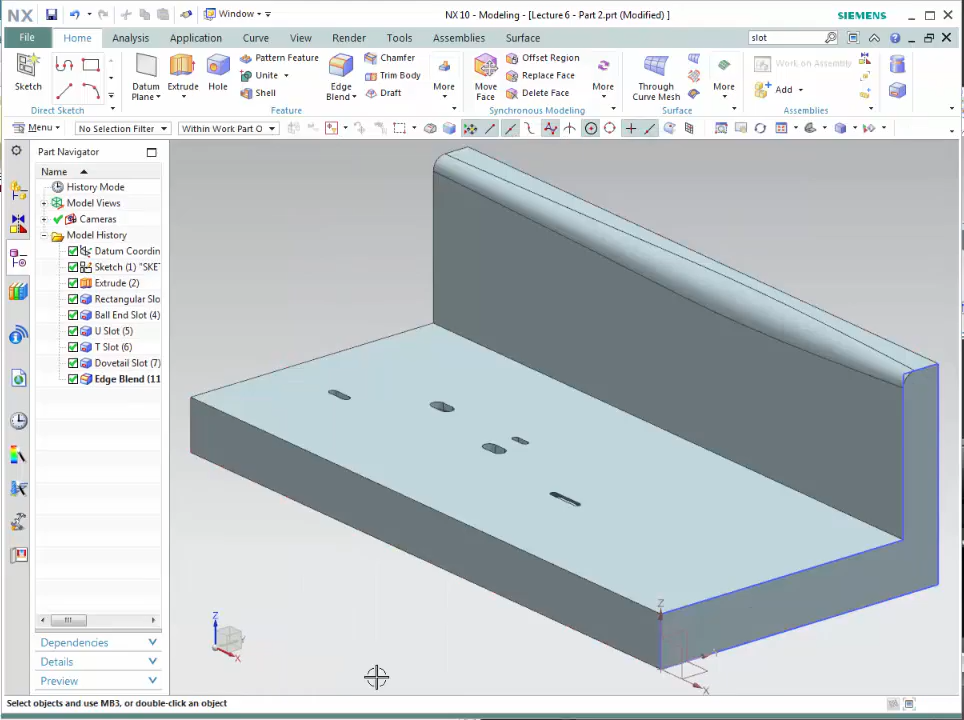 NX Window NX 10 - Modeling - [Lecture 6 - Part 2.prt (Modified) ] SIEMENS
File Home Analysis Application Curve View Render Tools Assemblies Surface slot
Sketch
Direct Sketch
Datum Plane
Extrude
Hole
Pattern Feature
Unite
Shell
Edge Blend
Chamfer
Trim Body
Draft
More
Feature
Move Face
Offset Region
Replace Face
Delete Face
More
Synchronous Modeling
Through Curve Mesh
More
Surface
Work on Assembly
Add
Assemblies
Menu No Selection Filter Within Work Part O
Part Navigator
Name
History Mode
Model Views
Cameras
Model History
Datum Coordin
Sketch (1) "SKE
Extrude (2)
Rectangular Slo
Ball End Slot (4)
U Slot (5)
T Slot (6)
Dovetail Slot (7)
Edge Blend (11
Dependencies
Details
Preview
Z
X
Z
X
Select objects and use MB3, or double-click an object